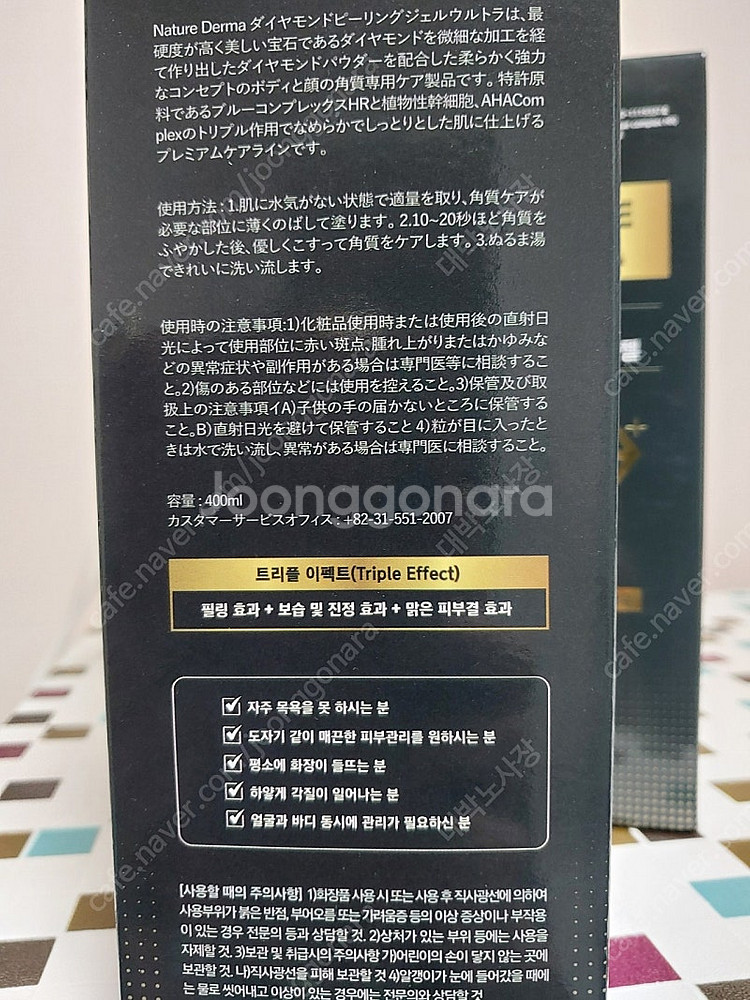 Nature Derma ダイヤモンドピーリングジェルウルトラは、最
硬度が高く美しい宝石であるダイヤモンドを微細な加工を経
て作り出したダイヤモンドパウダーを配合した柔らかく強力
なコンセプトのボディと顔の角質専用ケア製品です。特許原
料であるブルーコンプレックスHRと植物性幹細胞、AHACom
plexのトリプル作用でなめらかでしっとりとした肌に仕上げる
プレミアムケアラインです。
使用方法 : 1.肌に水気がない状態で適量を取り、角質ケアが
必要な部位に薄くのばして塗ります。2.10~20秒ほど角質を
ふやかした後、優しくこすって角質をケアします。3.ぬるま湯
できれいに洗い流します。
使用時の注意事項:1)化粧品使用時または使用後の直射日
光によって使用部位に赤い斑点、腫れ上がりまたはかゆみな
どの異常症状や副作用がある場合は専門医等に相談するこ
と。2)傷のある部位などには使用を控えること。3)保管及び取
扱上の注意事項イA)子供の手の届かないところに保管する
こと。B)直射日光を避けて保管すること 4)粒が目に入ったと
きは水で洗い流し、異常がある場合は専門医に相談すること。
容量 : 400ml
カスタマーサービスオフィス : +82-31-551-2007
Joonggonara
트리플 이펙트(Triple Effect)
필링 효과 + 보습 및 진정 효과 + 맑은 피부결 효과
자주 목욕을 못 하시는 분
도자기 같이 매끈한 피부관리를 원하시는 분
평소에 화장이 들뜨는 분
하얗게 각질이 일어나는 분
얼굴과 바디 동시에 관리가 필요하신 분
[사용할 때의 주의사항] 1)화장품 사용 시 또는 사용 후 직사광선에 의하여
사용부위가 붉은 반점, 부어오름 또는 가려움증 등의 이상 증상이나 부작용
이 있는 경우 전문의 등과 상담할 것. 2)상처가 있는 부위 등에는 사용을
자제할 것. 3)보관 및 취급시의 주의사항 가)어린이의 손이 닿지 않는 곳에
보관할 것. 나)직사광선을 피해 보관할 것 4)알갱이가 눈에 들어갔을 때에
는 물로 씻어내고 이상이 있는 경우에는 전문의와 상담할 것
cafe.naver.com/joonggonara
대박노사장